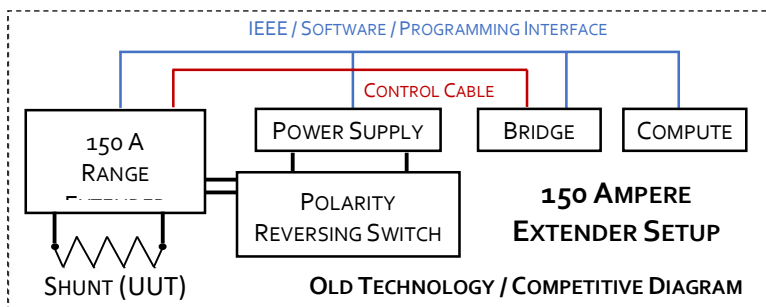 IEEE / SOFTWARE / PROGRAMMING INTERFACE
CONTROL CABLE
150 A
RANGE
POWER SUPPLY
BRIDGE
COMPUTE
POLARITY
REVERSING SWITCH
150 AMPERE
EXTENDER SETUP
SHUNT (UUT)
OLD TECHNOLOGY / COMPETITIVE DIAGRAM